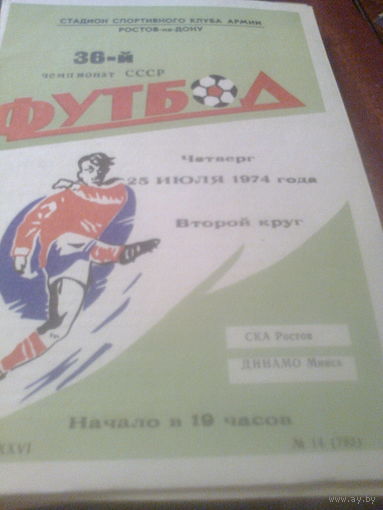 СТАДИОН СПОРТИВНОГО КЛУБА АРМИИ
РОСТОВ-на-ДОНУ
36-й
чемпионат СССР
ФУТБОЛ
Четверг
25 ИЮЛЯ 1974 года
Второй круг
СКА Ростов
ДИНАМО Минск
Начало в 19 часов
XXVI
№ 14
www.ay.by